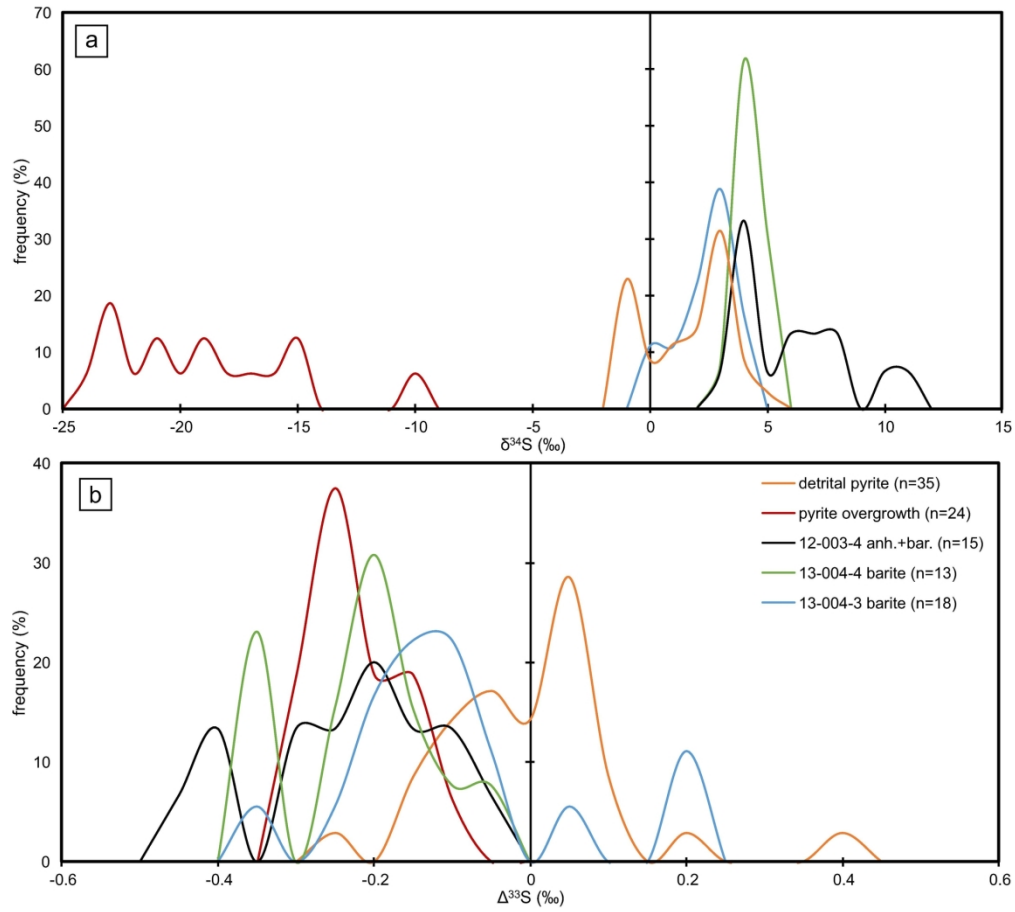 a
70
60
50
40
30
20
10
0
frequency (%)
-25 -20 -15 -10 -5 0 5 10 15
δ³⁴S (‰)
b
40
30
20
10
0
frequency (%)
detrital pyrite (n=35)
pyrite overgrowth (n=24)
12-003-4 anh.+bar. (n=15)
13-004-4 barite (n=13)
13-004-3 barite (n=18)
-0.6 -0.4 -0.2 0 0.2 0.4 0.6
Δ³³S (‰)